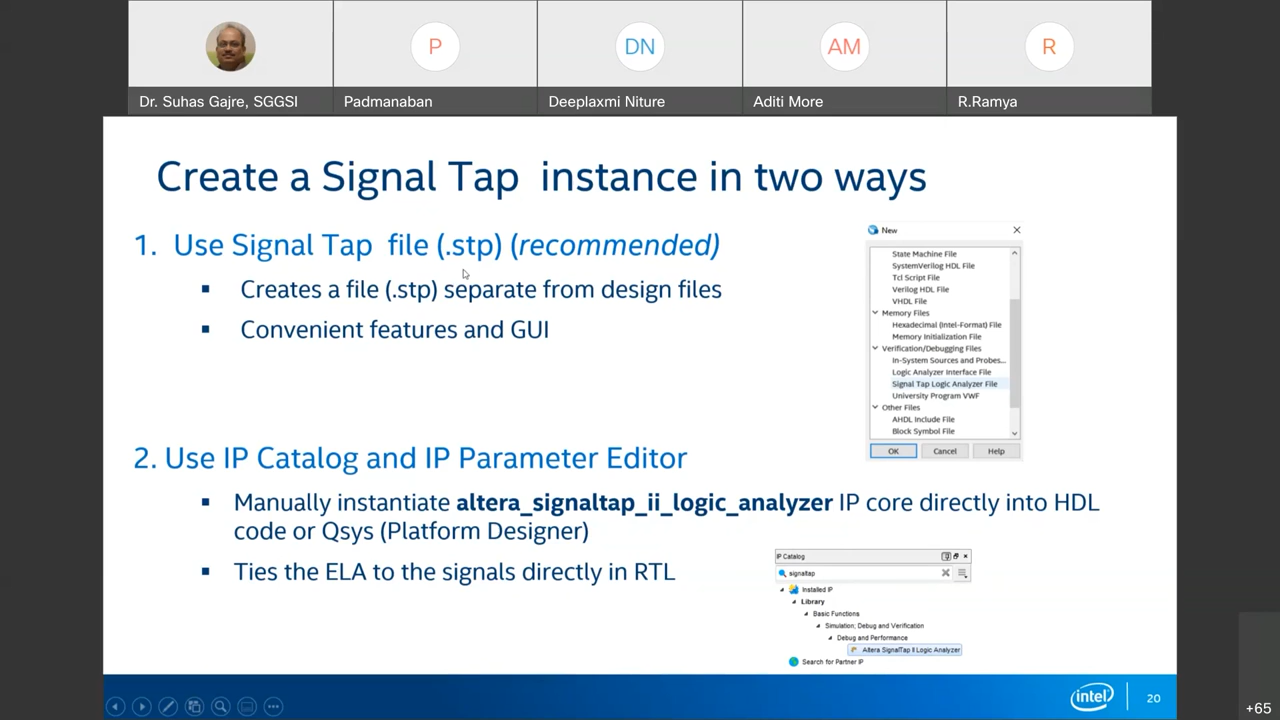 P
DN
AM
R
Dr. Suhas Gajre, SGGSI
Padmanaban
Deeplaxmi Niture
Aditi More
R.Ramya
Create a Signal Tap instance in two ways
1. Use Signal Tap file (.stp) (recommended)
▪ Creates a file (.stp) separate from design files
▪ Convenient features and GUI
New
State Machine File
SystemVerilog HDL File
Tcl Script File
Verilog HDL File
VHDL File
Memory Files
Hexadecimal (Intel-Format) File
Memory Initialization File
Verification/Debugging Files
In-System Sources and Probes...
Logic Analyzer Interface File
Signal Tap Logic Analyzer File
University Program VWF
Other Files
AHDL Include File
Block Symbol File
OK
Cancel
Help
2. Use IP Catalog and IP Parameter Editor
▪ Manually instantiate altera_signaltap_ii_logic_analyzer IP core directly into HDL
code or Qsys (Platform Designer)
▪ Ties the ELA to the signals directly in RTL
IP Catalog
signaltap
Installed IP
Library
Basic Functions
Simulation; Debug and Verification
Debug and Performance
Altera SignalTap II Logic Analyzer
Search for Partner IP
intel
20
+65